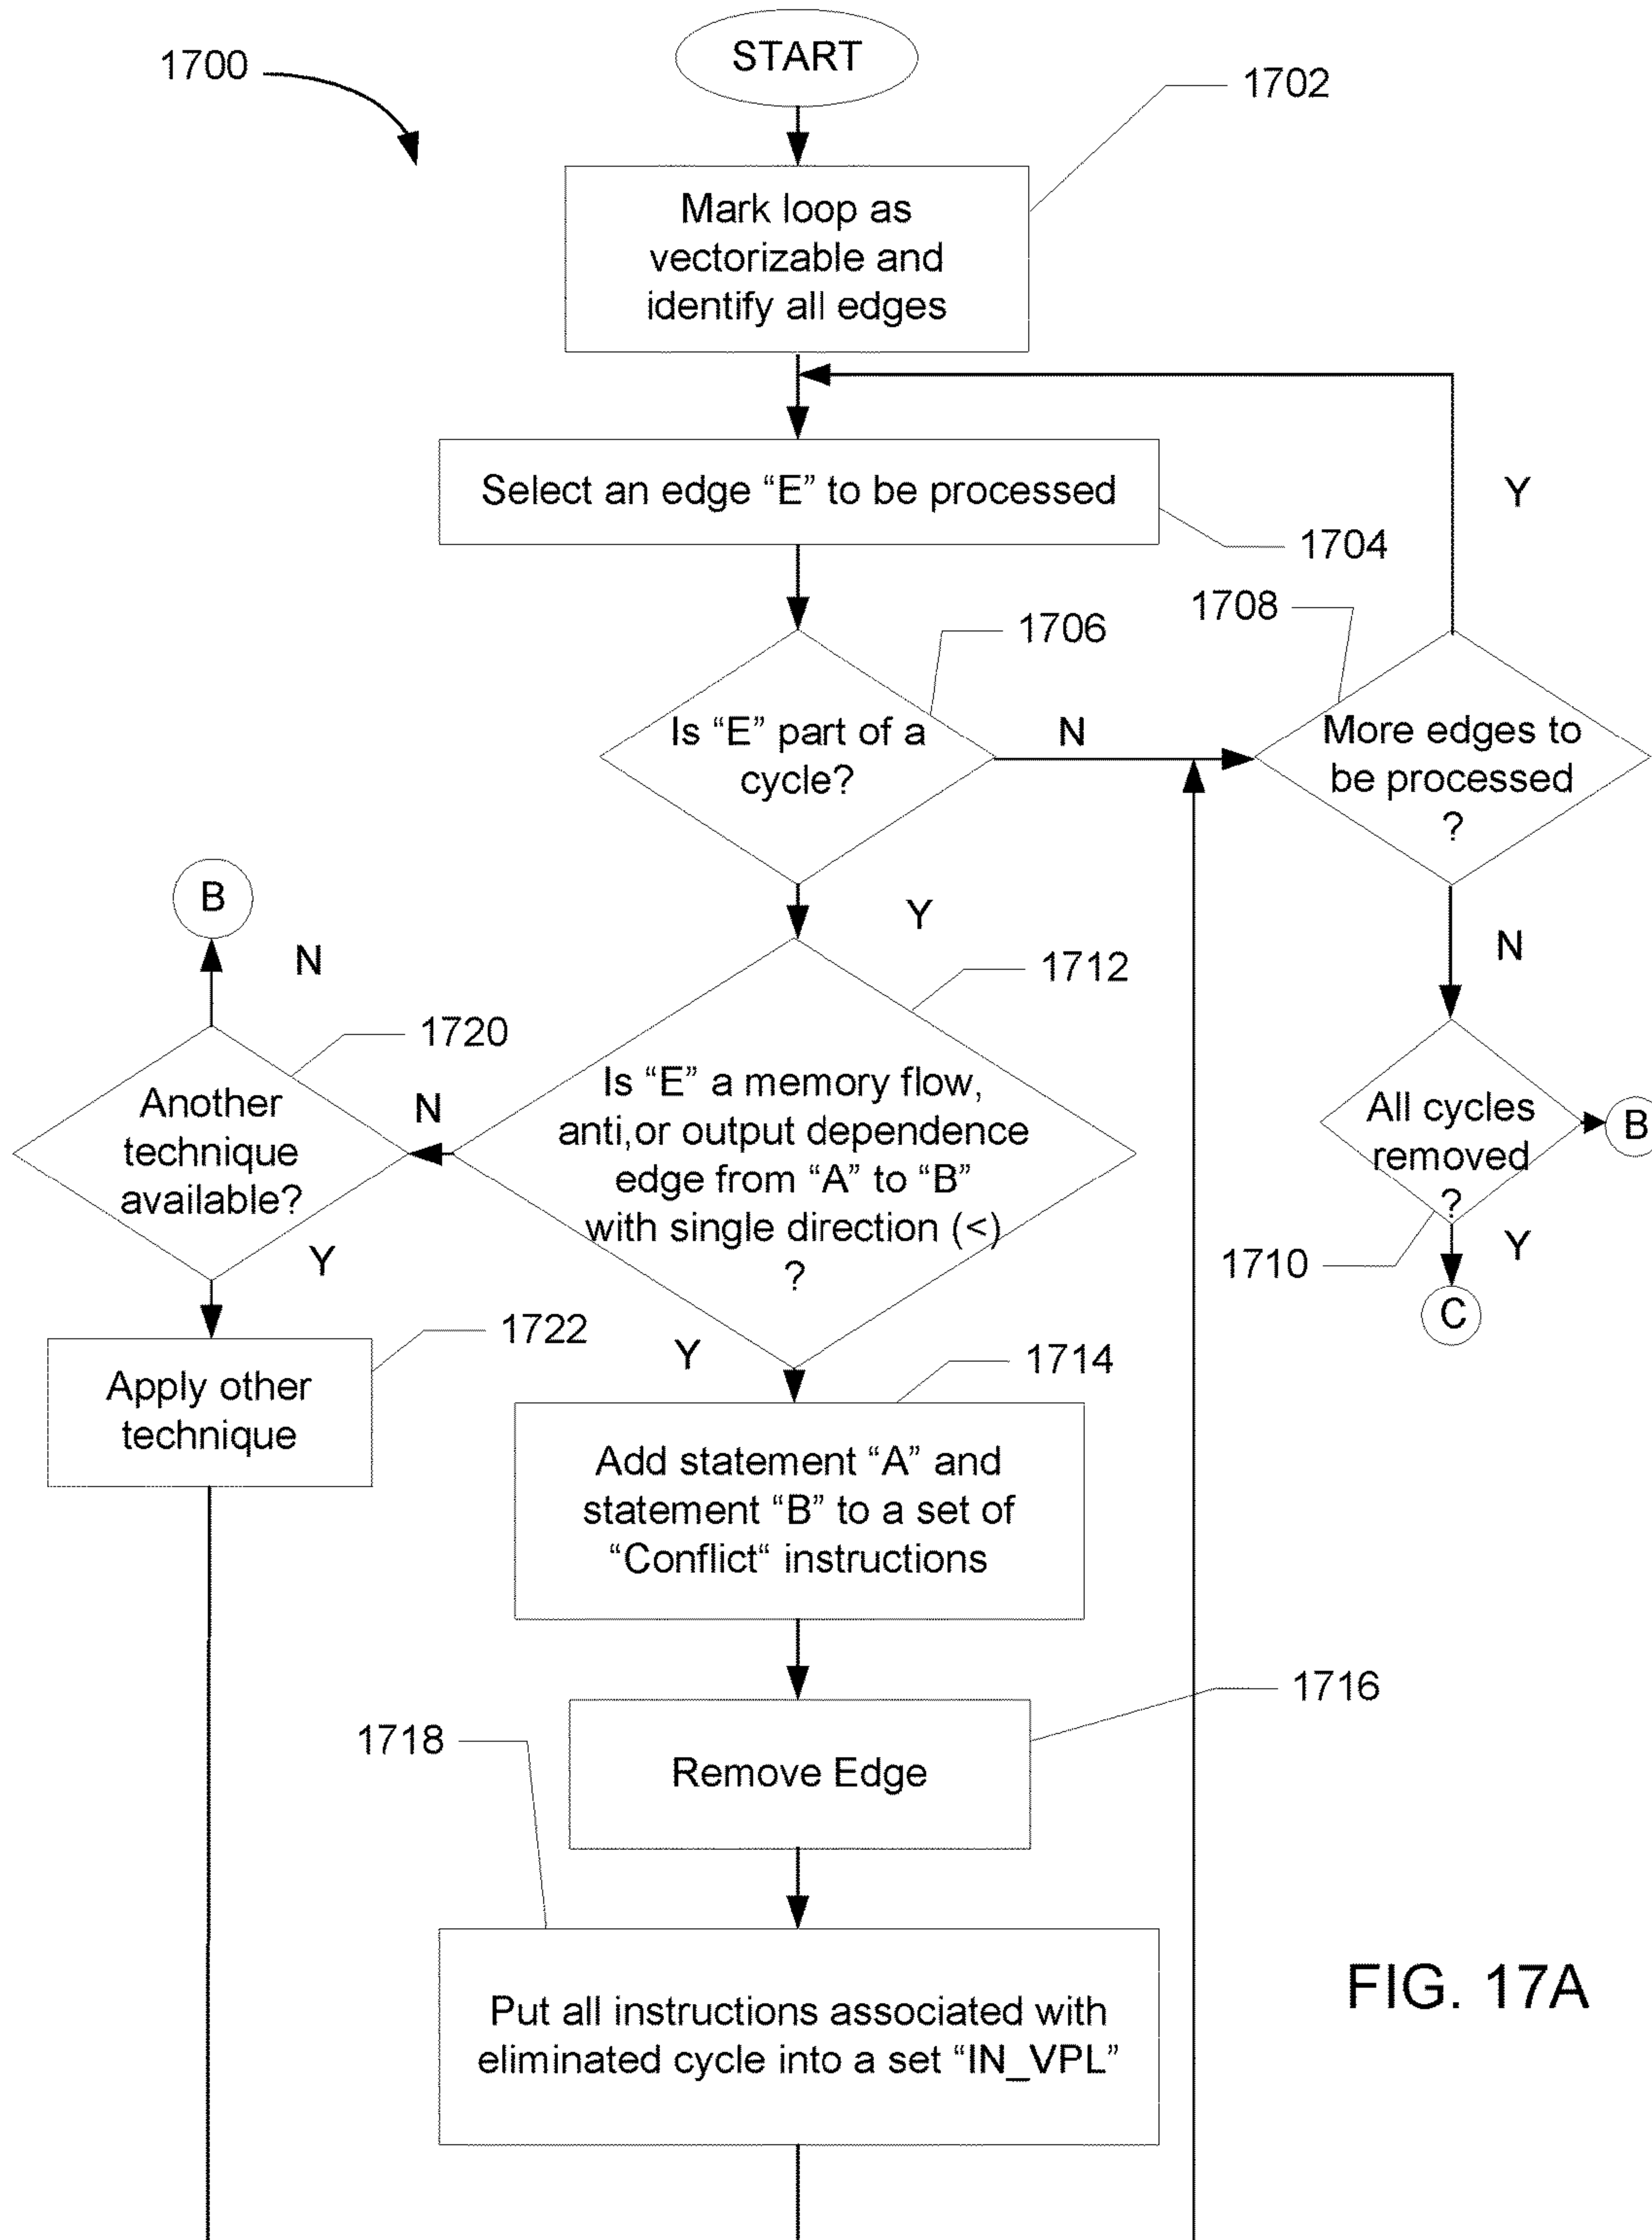 1700
START
1702
Mark loop as
vectorizable and
identify all edges
Select an edge “E” to be processed
Y
1704
1708
1706
Is “E” part of a
cycle?
N
More edges to
be processed
?
B
Y
N
N
1712
1720
Another
technique
available?
N
Is “E” a memory flow,
anti,or output dependence
edge from “A” to “B”
with single direction (<)
?
All cycles
removed
?
B
Y
1710
Y
C
1722
Y
1714
Apply other
technique
Add statement “A” and
statement “B” to a set of
“Conflict“ instructions
1716
1718
Remove Edge
Put all instructions associated with
eliminated cycle into a set “IN_VPL”
FIG. 17A